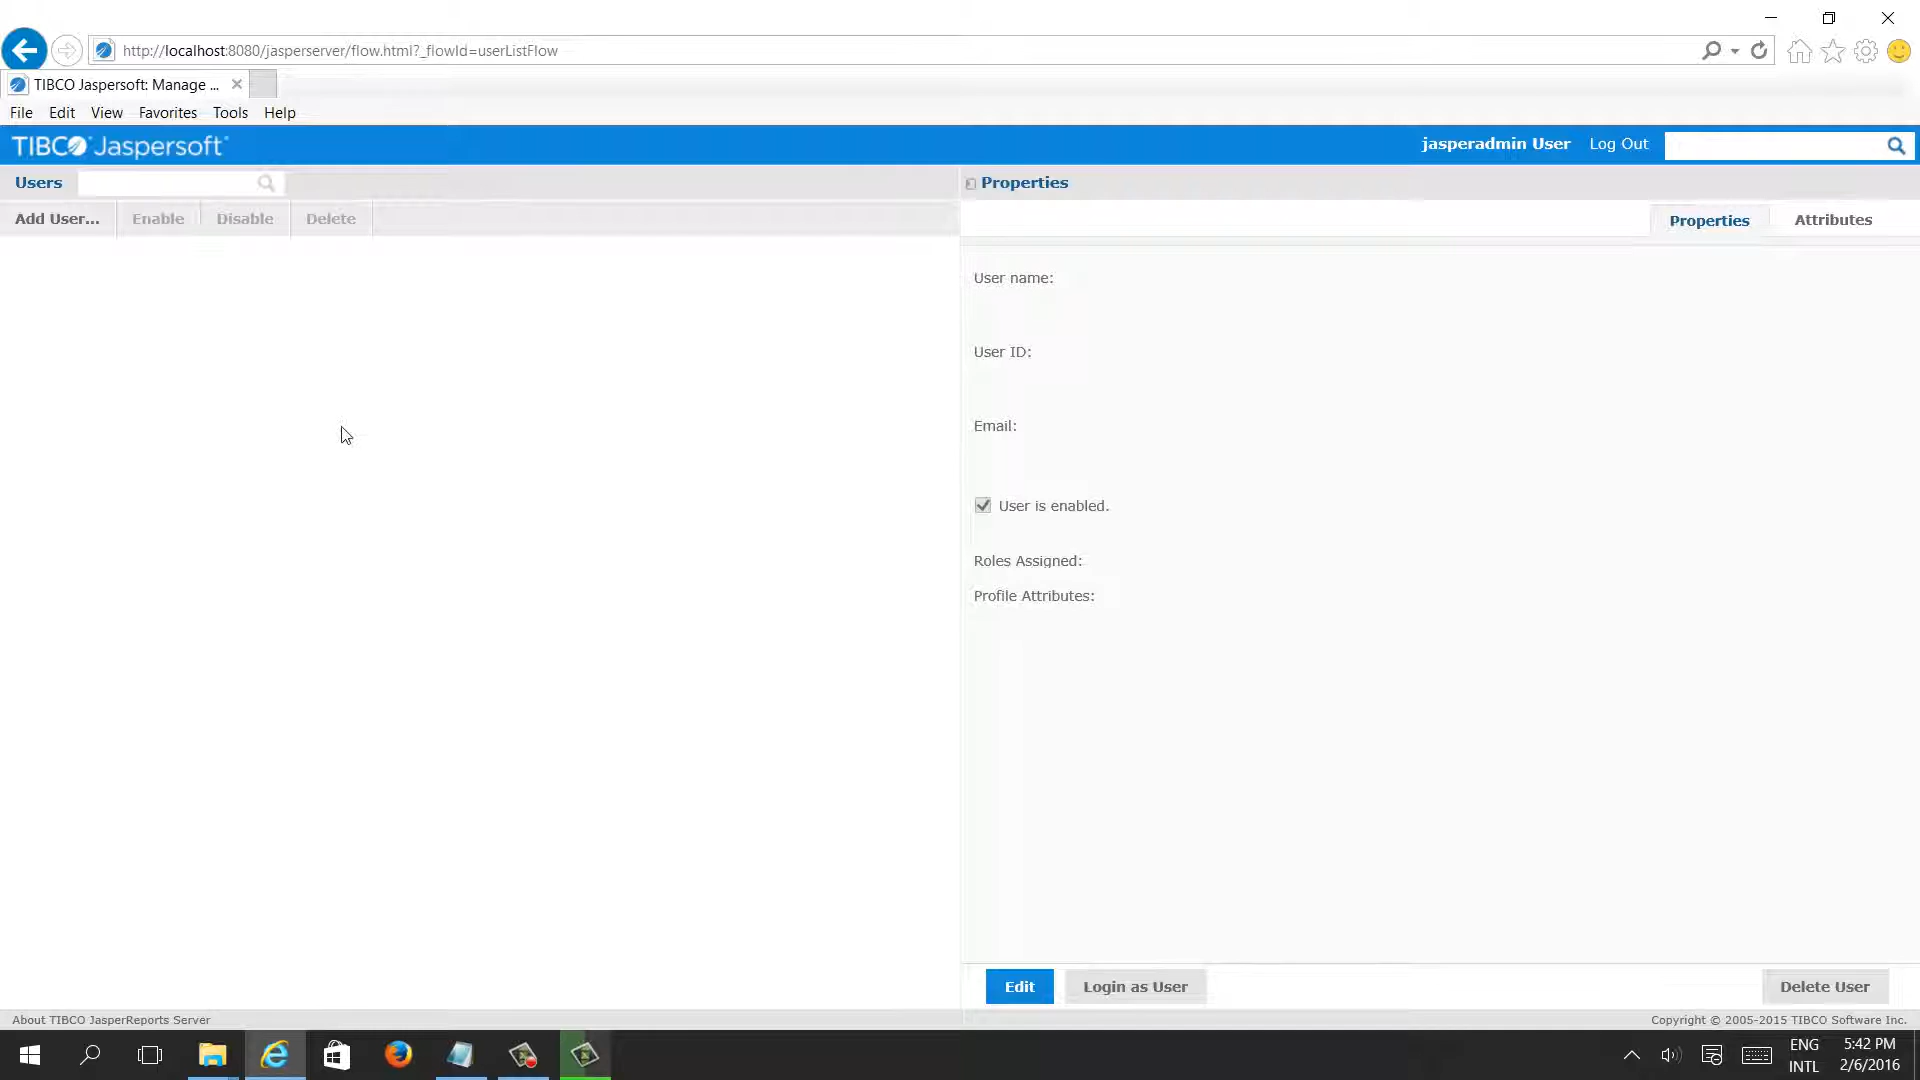 http://localhost:8080/jasperserver/flow.html?_flowId=userListFlow
TIBCO Jaspersoft: Manage ...
File Edit View Favorites Tools Help
TIBCO Jaspersoft
jasperadmin User Log Out
Users
Properties
Add User... Enable Disable Delete
Properties Attributes
User name:
User ID:
Email:
User is enabled.
Roles Assigned:
Profile Attributes:
Edit Login as User Delete User
About TIBCO JasperReports Server
Copyright © 2005-2015 TIBCO Software Inc.
ENG
INTL
5:42 PM
2/6/2016